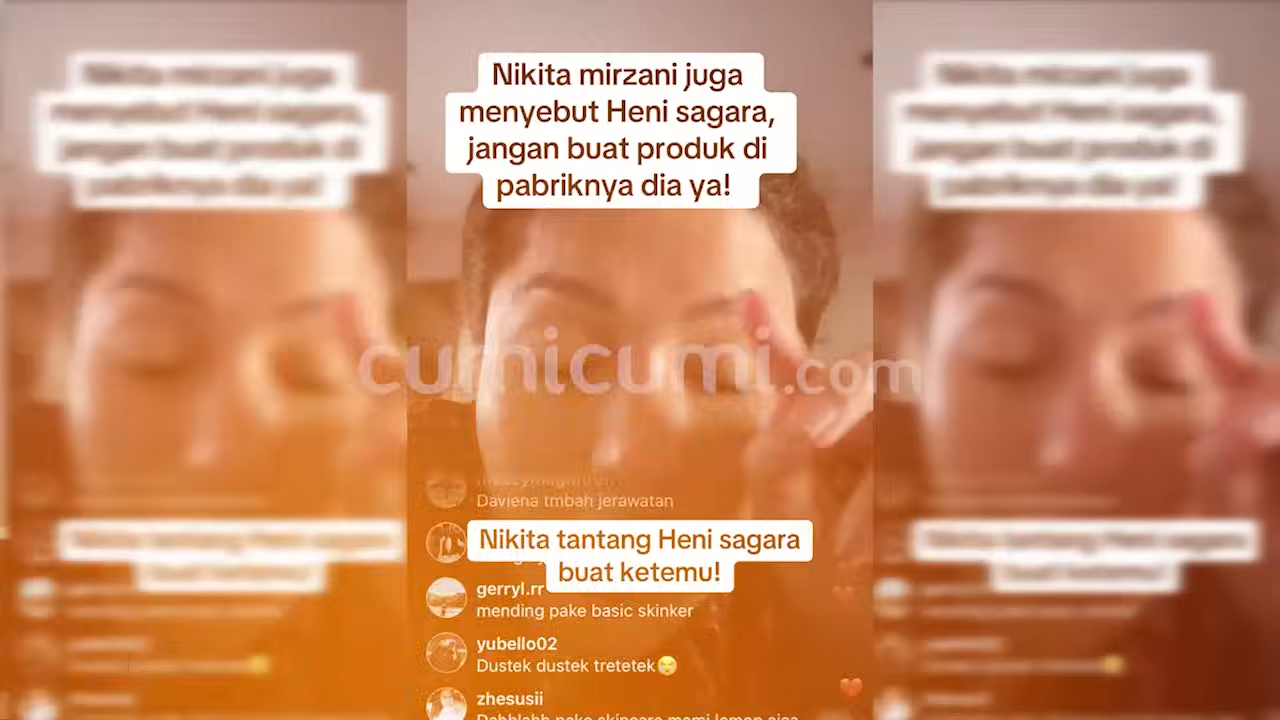 Nikita mirzani juga
menyebut Heni sagara,
jangan buat produk di
pabriknya dia ya!
cumicumi.com
Daviena tmbah jerawatan
Nikita tantang Heni sagara
buat ketemu!
gerryl.rr
mending pake basic skinker
yubello02
Dustek dustek tretetek😂
zhesusii